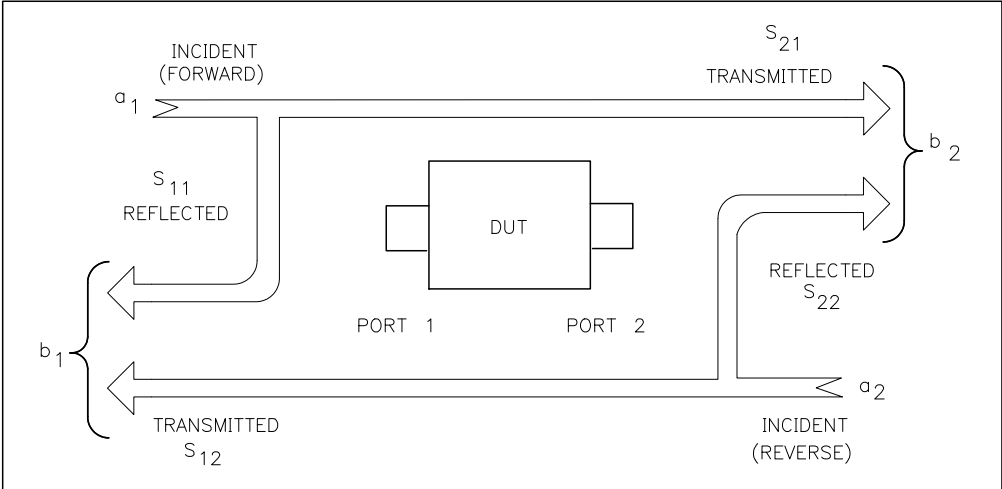 INCIDENT
(FORWARD)
a1
S21
TRANSMITTED
b2
S11
REFLECTED
DUT
REFLECTED
S22
PORT 1
PORT 2
b1
a2
TRANSMITTED
S12
INCIDENT
(REVERSE)